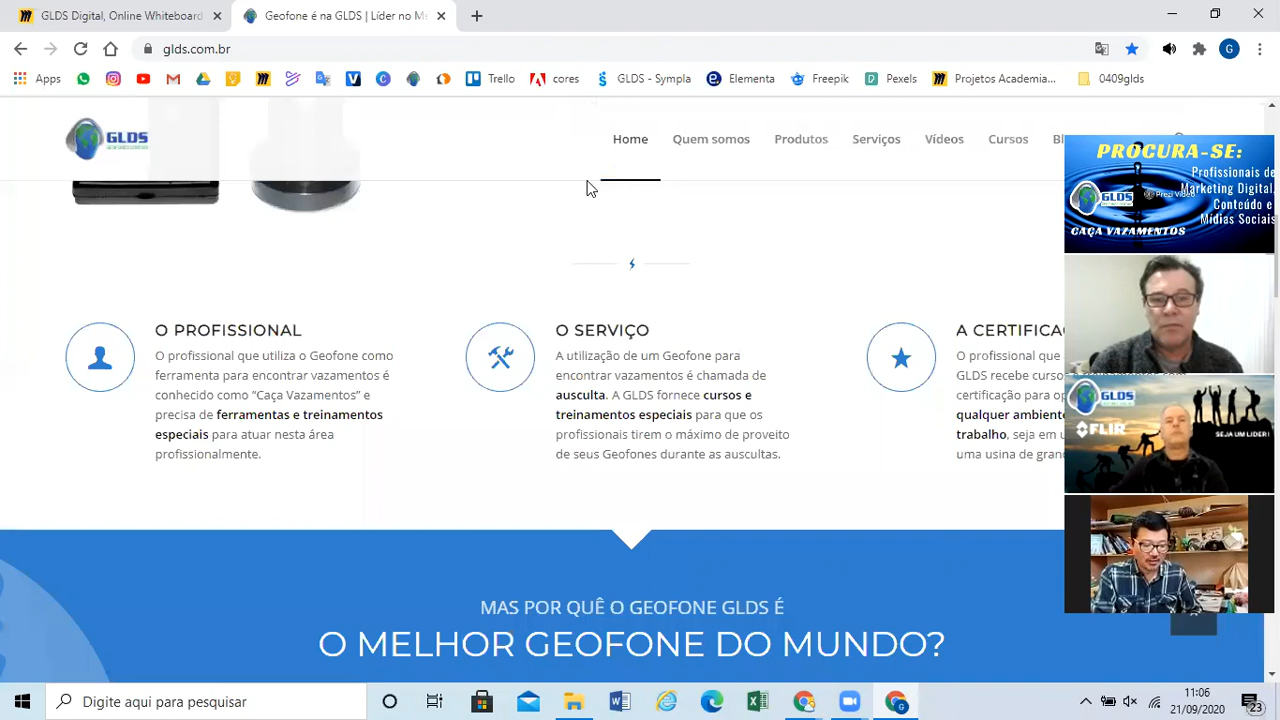 GLDS Digital, Online Whiteboard
Geofone é na GLDS | Líder no Me
glds.com.br
G
Apps
Trello
cores
GLDS - Sympla
Elementa
Freepik
Pexels
Projetos Academia...
0409glds
GLDS
Home
Quem somos
Produtos
Serviços
Vídeos
Cursos
PROCURA-SE:
Profissionais de
Marketing Digital,
Conteúdo e
Mídias Sociais
GLDS
Prezi Video
CAÇA VAZAMENTOS
O PROFISSIONAL
O profissional que utiliza o Geofone como
ferramenta para encontrar vazamentos é
conhecido como “Caça Vazamentos” e
precisa de ferramentas e treinamentos
especiais para atuar nesta área
profissionalmente.
O SERVIÇO
A utilização de um Geofone para
encontrar vazamentos é chamada de
ausculta. A GLDS fornece cursos e
treinamentos especiais para que os
profissionais tirem o máximo de proveito
de seus Geofones durante as auscultas.
A CERTIFICA
O profissional que
GLDS recebe curso
certificação para op
qualquer ambiente
trabalho, seja em u
uma usina de gran
GLDS
FLIR
SEJA UM LIDER!
MAS POR QUÊ O GEOFONE GLDS É
O MELHOR GEOFONE DO MUNDO?
Digite aqui para pesquisar
11:06
21/09/2020
23